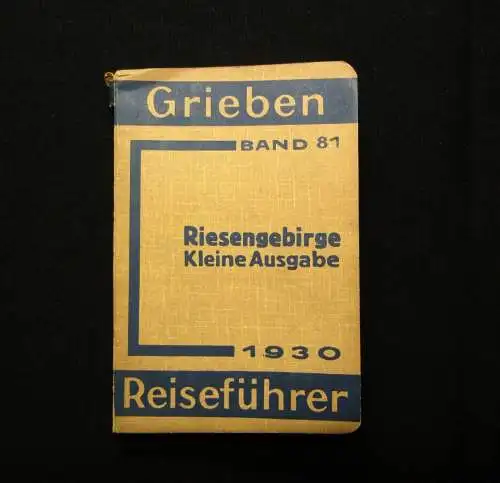 Grieben
BAND 81
Riesengebirge
Kleine Ausgabe
1930
Reiseführer